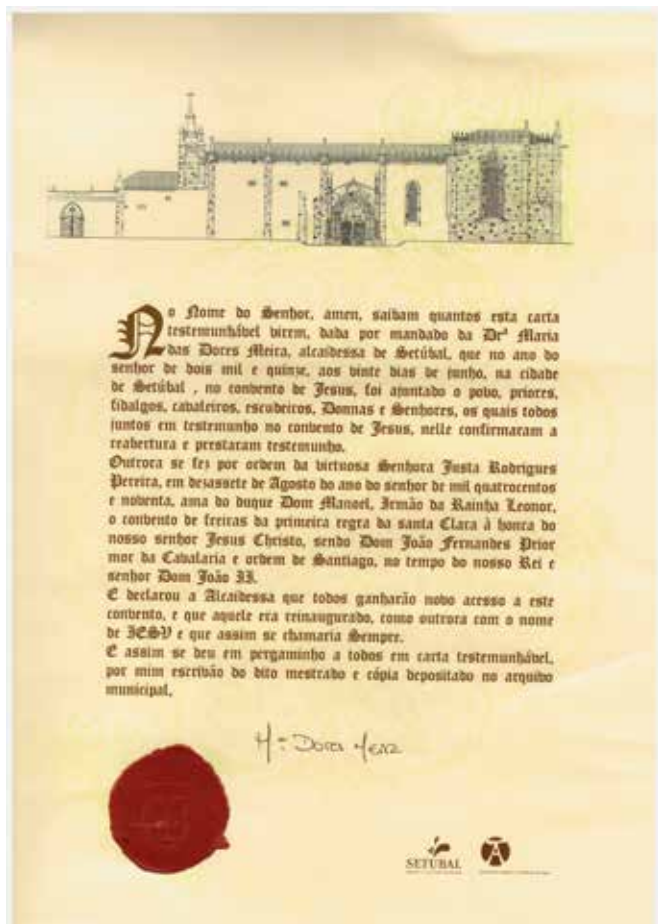 No Nome do Senhor, amen, saibam quantos esta carta
testemunhável virem, dada por mandado da Drª Maria
das Dores Meira, alcaidessa de Setúbal, que no ano do
senhor de dois mil e quinze, aos vinte dias de junho, na cidade
de Setúbal , no convento de Jesus, foi ajuntado o povo, priores,
fidalgos, cavaleiros, escudeiros, Donnas e Senhores, os quais todos
juntos em testemunho no convento de Jesus, nelle confirmaram a
reabertura e prestaram testemunho.
Outrora se fez por ordem da virtuosa Senhora Justa Rodrigues
Pereira, em dezassete de Agosto do ano do senhor de mil quatrocentos
e noventa, ama do duque Dom Manoel, Irmão da Rainha Leonor,
o convento de freiras da primeira regra da santa Clara à honra do
nosso senhor Jesus Christo, sendo Dom João Fernandes Prior
mor da Cavalaria e ordem de Santiago, no tempo do nosso Rei e
senhor Dom João II.
E declarou a Alcaidessa que todos ganharão novo acesso a este
convento, e que aquele era reinaugurado, como outrora com o nome
de IESV e que assim se chamaria Sempre.
E assim se deu em pergaminho a todos em carta testemunhável,
por mim escrivão do dito mestrado e cópia depositado no arquivo
municipal,
Mª Dores Meira
SETÚBAL